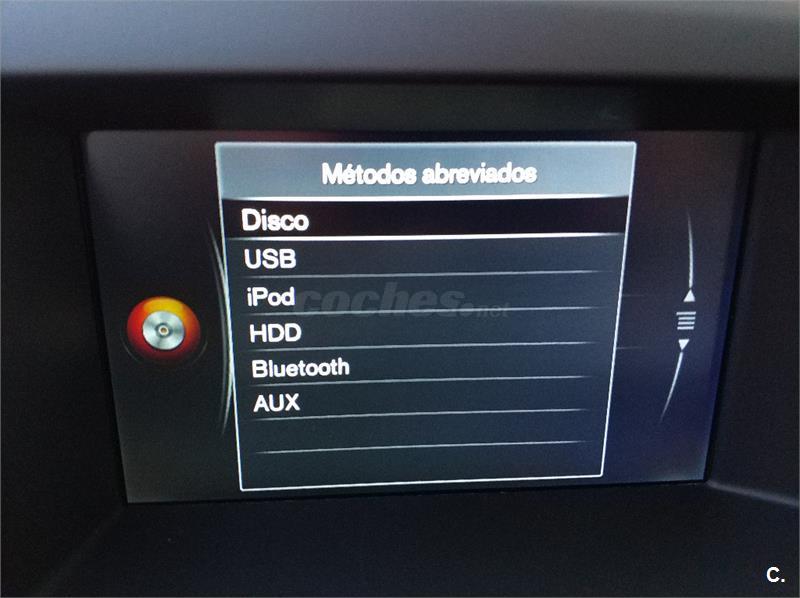 Métodos abreviados
Disco
USB
iPod
coches.net
HDD
Bluetooth
AUX
C.